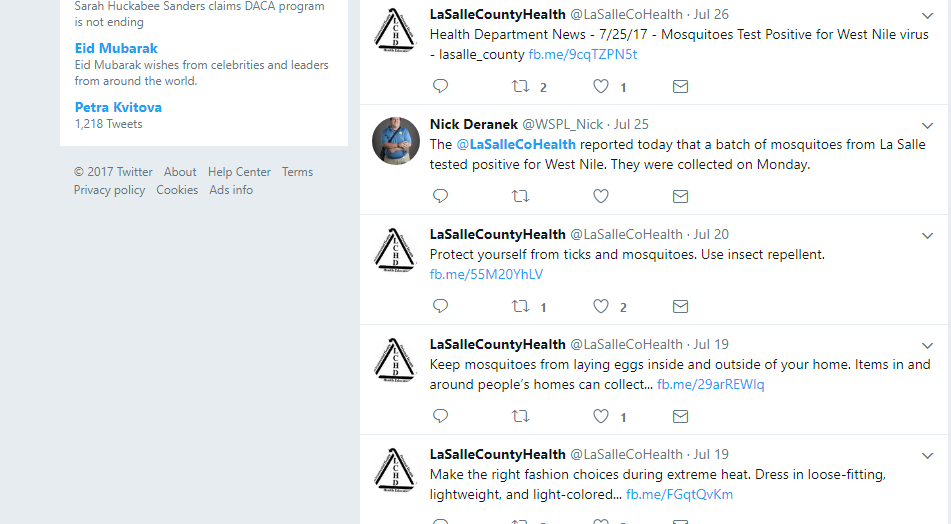 Sarah Huckabee Sanders claims DACA program
is not ending
Eid Mubarak
Eid Mubarak wishes from celebrities and leaders
from around the world.
Petra Kvitova
1,218 Tweets
© 2017 Twitter About Help Center Terms
Privacy policy Cookies Ads info
LaSalleCountyHealth @LaSalleCoHealth · Jul 26
Health Department News - 7/25/17 - Mosquitoes Test Positive for West Nile virus
- lasalle_county fb.me/9cqTZPN5t
2 1
Nick Deranek @WSPL_Nick · Jul 25
The @LaSalleCoHealth reported today that a batch of mosquitoes from La Salle
tested positive for West Nile. They were collected on Monday.
LCHD
LaSalleCountyHealth @LaSalleCoHealth · Jul 20
Protect yourself from ticks and mosquitoes. Use insect repellent.
fb.me/55M20YhLV
1 2
LCHD
LaSalleCountyHealth @LaSalleCoHealth · Jul 19
Keep mosquitoes from laying eggs inside and outside of your home. Items in and
around people's homes can collect... fb.me/29arREWlq
1
LCHD
LaSalleCountyHealth @LaSalleCoHealth · Jul 19
Make the right fashion choices during extreme heat. Dress in loose-fitting,
lightweight, and light-colored... fb.me/FGqtQvKm